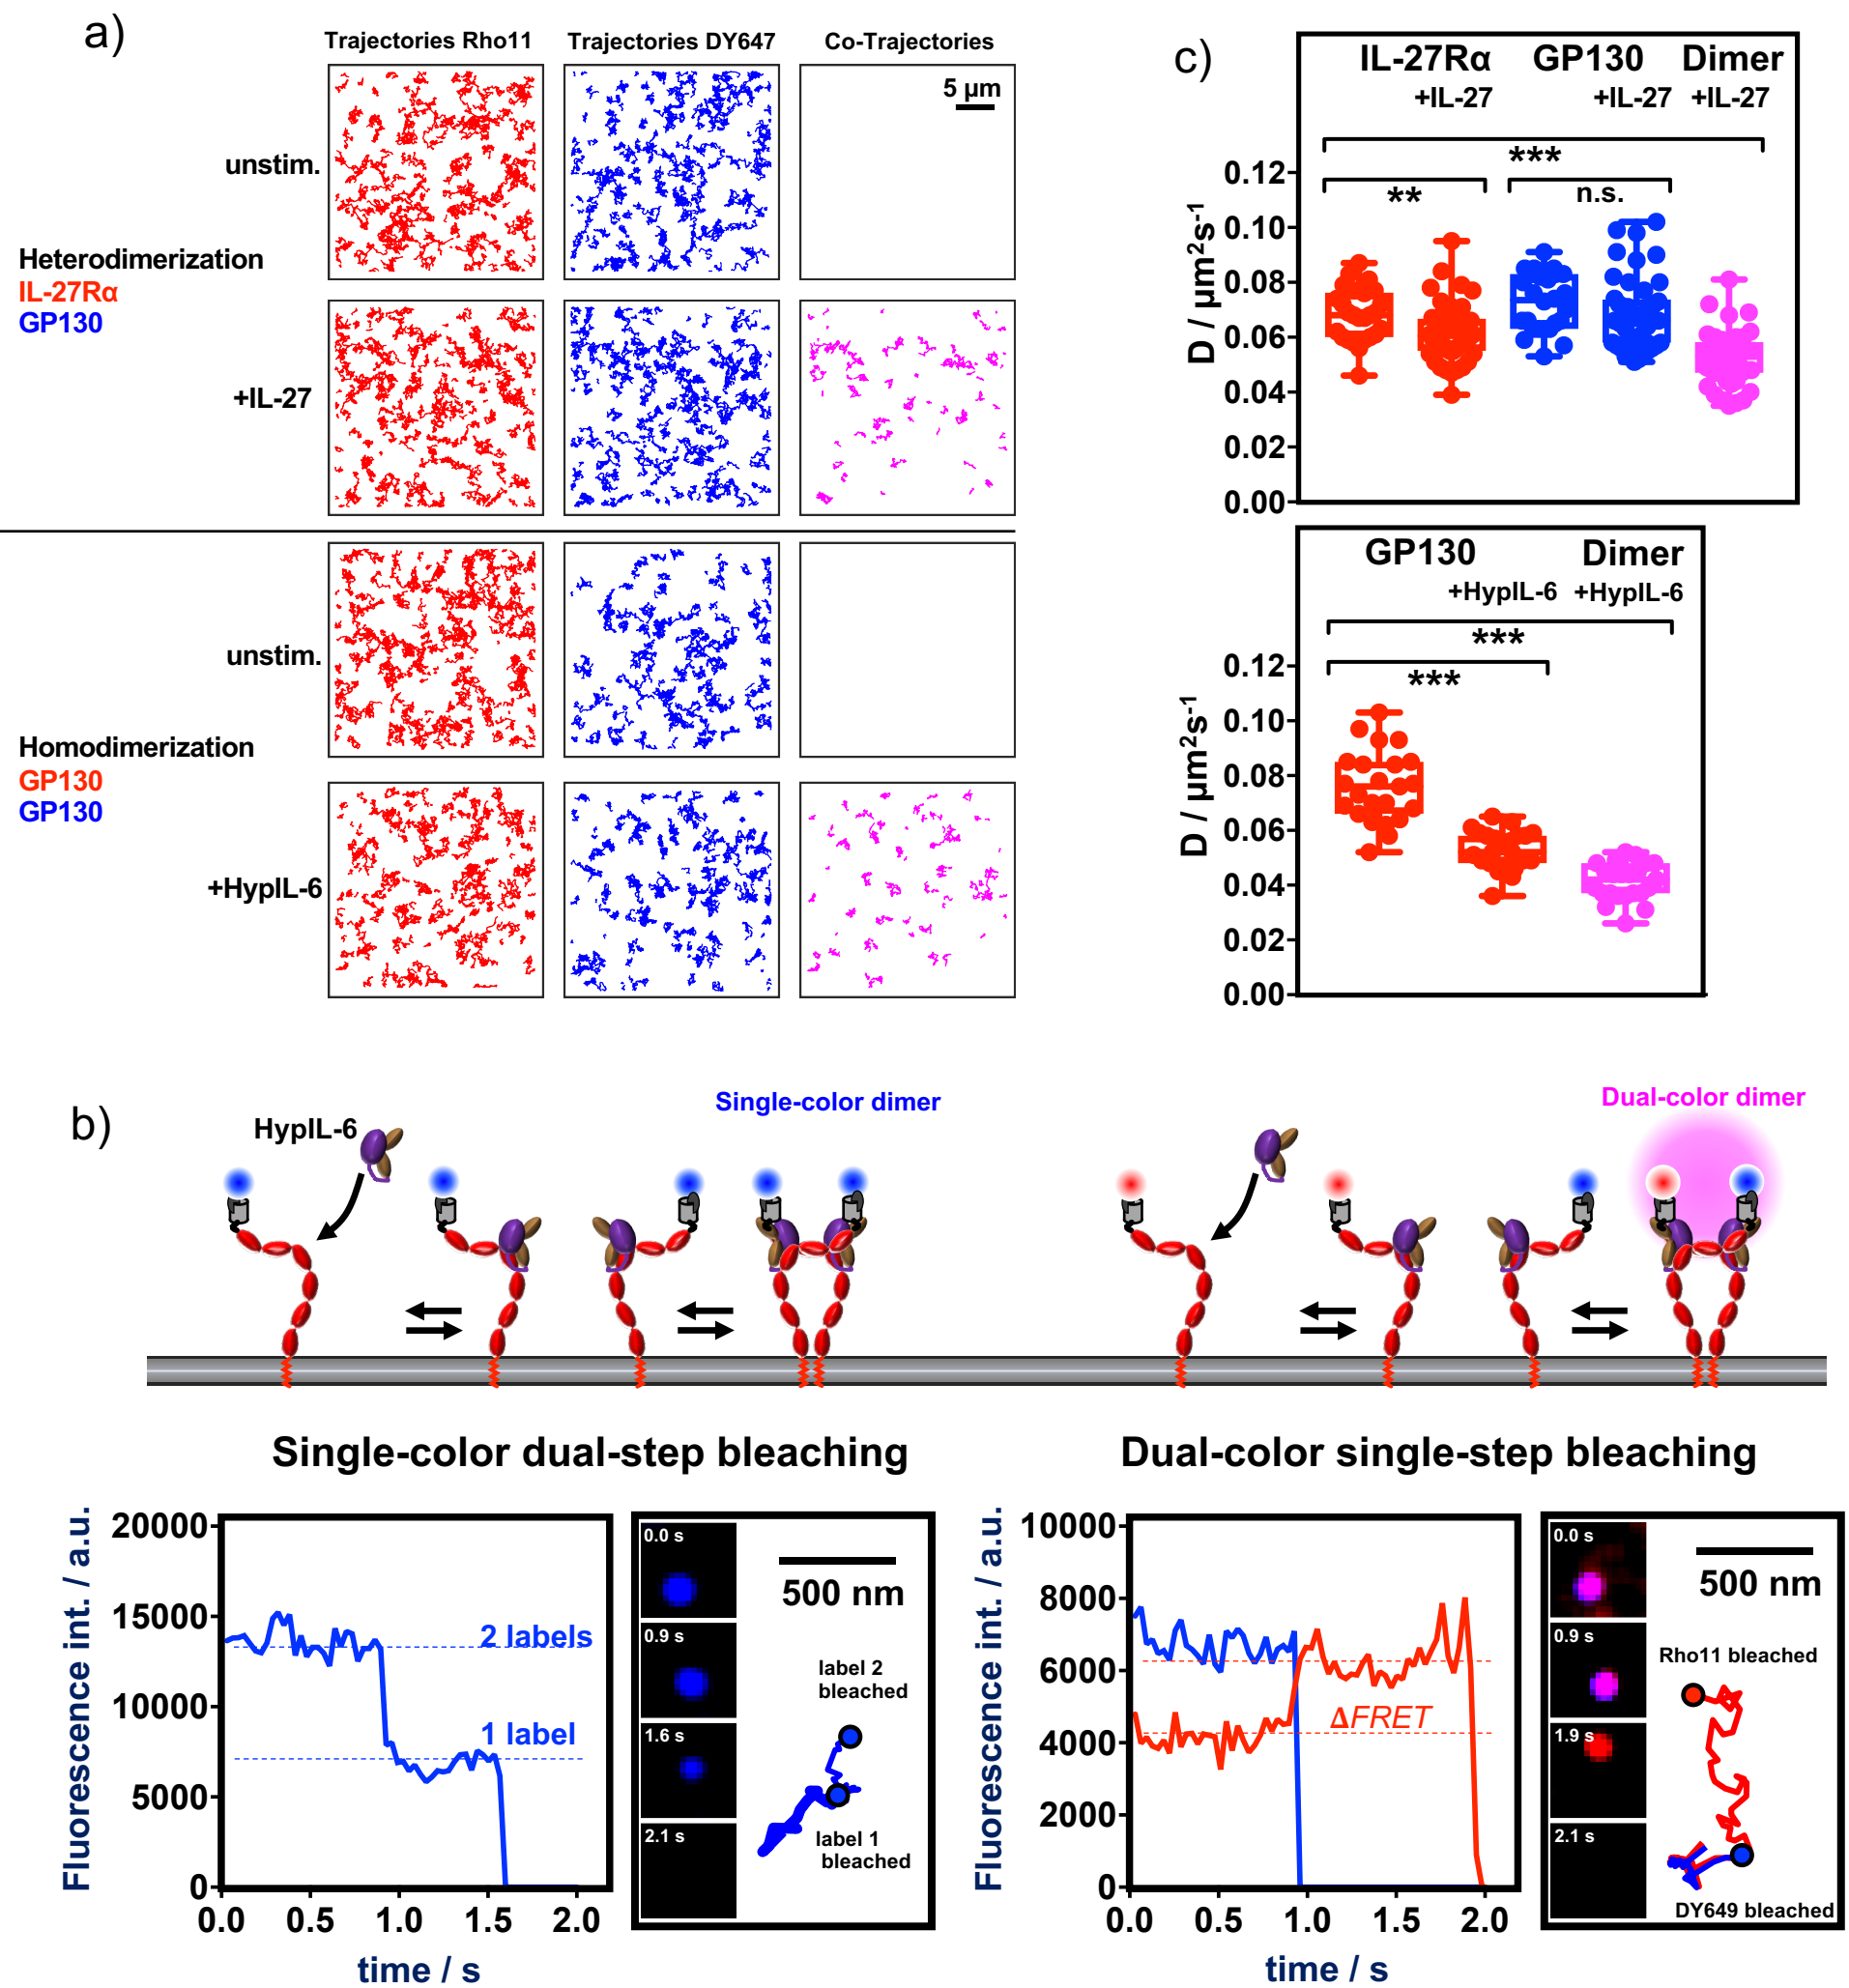 a)
Trajectories Rho11
Trajectories DY647
Co-Trajectories
5 µm
unstim.
Heterodimerization
IL-27Rα
GP130
+IL-27
unstim.
Homodimerization
GP130
GP130
+HypIL-6
c)
IL-27Rα GP130 Dimer
+IL-27 +IL-27 +IL-27
***
** n.s.
0.12
0.10
0.08
0.06
0.04
0.02
0.00
D / µm²s⁻¹
GP130 Dimer
+HypIL-6 +HypIL-6
***
***
0.12
0.10
0.08
0.06
0.04
0.02
0.00
D / µm²s⁻¹
b)
HypIL-6
Single-color dimer
Dual-color dimer
Single-color dual-step bleaching
Fluorescence int. / a.u.
20000
15000
10000
5000
0
2 labels
1 label
0.0 0.5 1.0 1.5 2.0
time / s
0.0 s
0.9 s
1.6 s
2.1 s
500 nm
label 2
bleached
label 1
bleached
Dual-color single-step bleaching
Fluorescence int. / a.u.
10000
8000
6000
4000
2000
0
ΔFRET
0.0 0.5 1.0 1.5 2.0
time / s
0.0 s
0.9 s
1.9 s
2.1 s
500 nm
Rho11 bleached
DY649 bleached